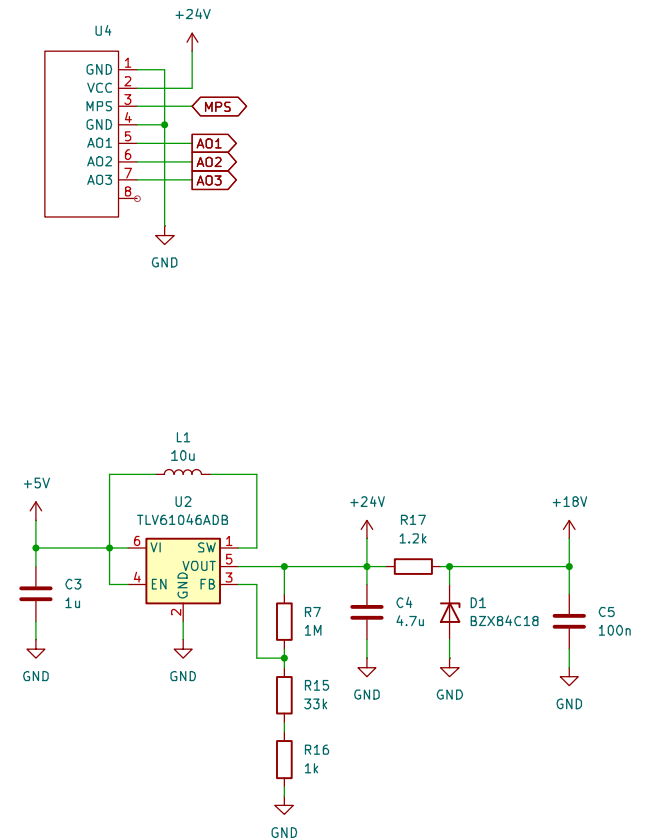 +24V
U4
GND 1
VCC 2
MPS 3
MPS
GND 4
AO1 5
AO1
AO2 6
AO2
AO3 7
AO3
8
GND
L1
10u
+5V
U2
TLV61046ADB
+24V
R17
1.2k
+18V
6 VI
SW 1
VOUT 5
4 EN
GND
FB 3
2
C3
1u
R7
1M
C4
4.7u
D1
BZX84C18
C5
100n
GND
GND
GND
GND
GND
R15
33k
R16
1k
GND